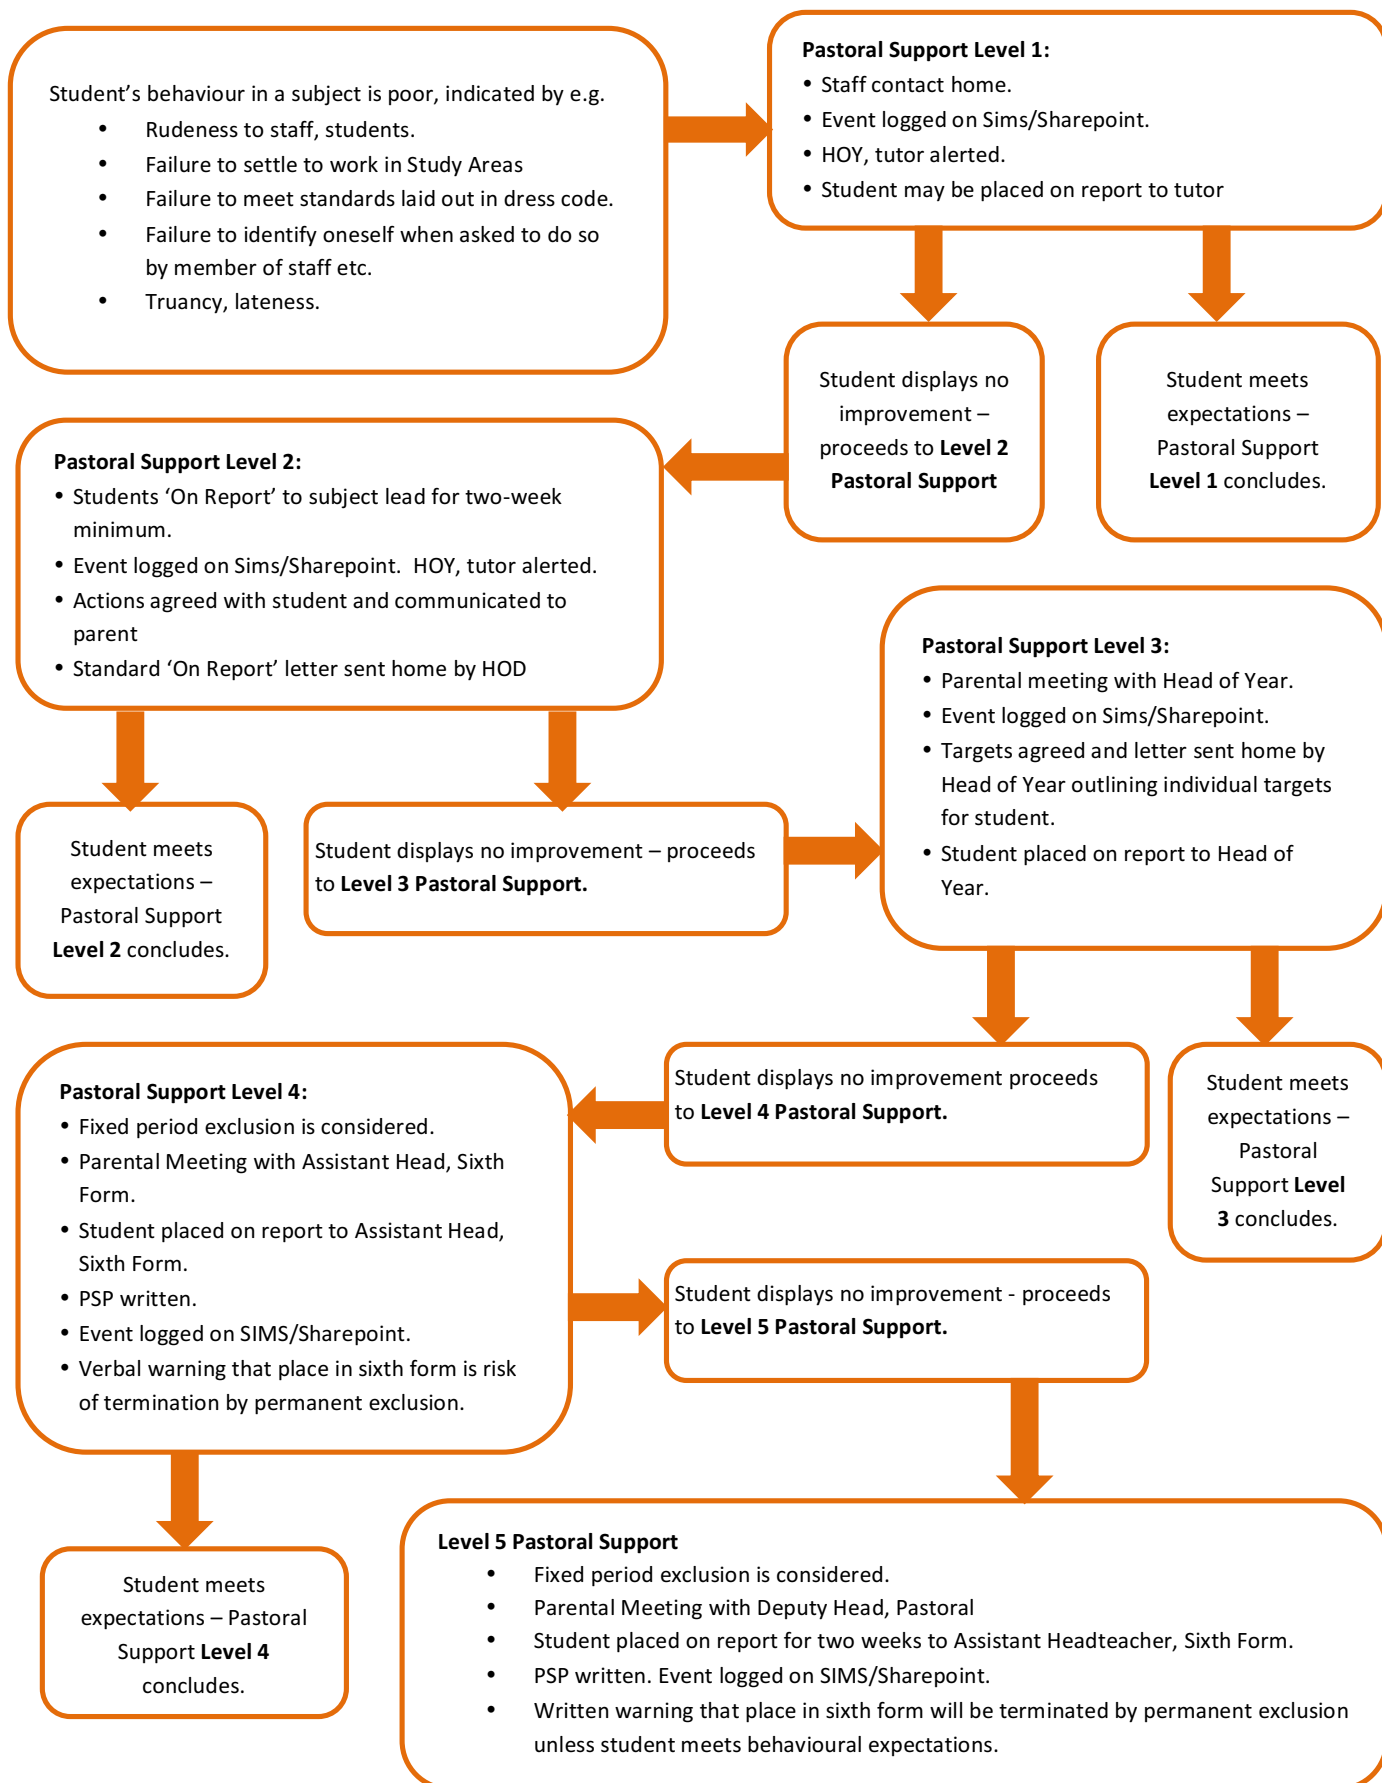 Student’s behaviour in a subject is poor, indicated by e.g.
• Rudeness to staff, students.
• Failure to settle to work in Study Areas
• Failure to meet standards laid out in dress code.
• Failure to identify oneself when asked to do so
by member of staff etc.
• Truancy, lateness.
Pastoral Support Level 1:
• Staff contact home.
• Event logged on Sims/Sharepoint.
• HOY, tutor alerted.
• Student may be placed on report to tutor
Student displays no
improvement –
proceeds to Level 2
Pastoral Support
Student meets
expectations –
Pastoral Support
Level 1 concludes.
Pastoral Support Level 2:
• Students ‘On Report’ to subject lead for two-week
minimum.
• Event logged on Sims/Sharepoint.  HOY, tutor alerted.
• Actions agreed with student and communicated to
parent
• Standard ‘On Report’ letter sent home by HOD
Student meets
expectations –
Pastoral Support
Level 2 concludes.
Student displays no improvement – proceeds
to Level 3 Pastoral Support.
Pastoral Support Level 3:
• Parental meeting with Head of Year.
• Event logged on Sims/Sharepoint.
• Targets agreed and letter sent home by
Head of Year outlining individual targets
for student.
• Student placed on report to Head of
Year.
Student displays no improvement proceeds
to Level 4 Pastoral Support.
Student meets
expectations –
Pastoral
Support Level
3 concludes.
Pastoral Support Level 4:
• Fixed period exclusion is considered.
• Parental Meeting with Assistant Head, Sixth
Form.
• Student placed on report to Assistant Head,
Sixth Form.
• PSP written.
• Event logged on SIMS/Sharepoint.
• Verbal warning that place in sixth form is risk
of termination by permanent exclusion.
Student displays no improvement - proceeds
to Level 5 Pastoral Support.
Student meets
expectations – Pastoral
Support Level 4
concludes.
Level 5 Pastoral Support
• Fixed period exclusion is considered.
• Parental Meeting with Deputy Head, Pastoral
• Student placed on report for two weeks to Assistant Headteacher, Sixth Form.
• PSP written. Event logged on SIMS/Sharepoint.
• Written warning that place in sixth form will be terminated by permanent exclusion
unless student meets behavioural expectations.